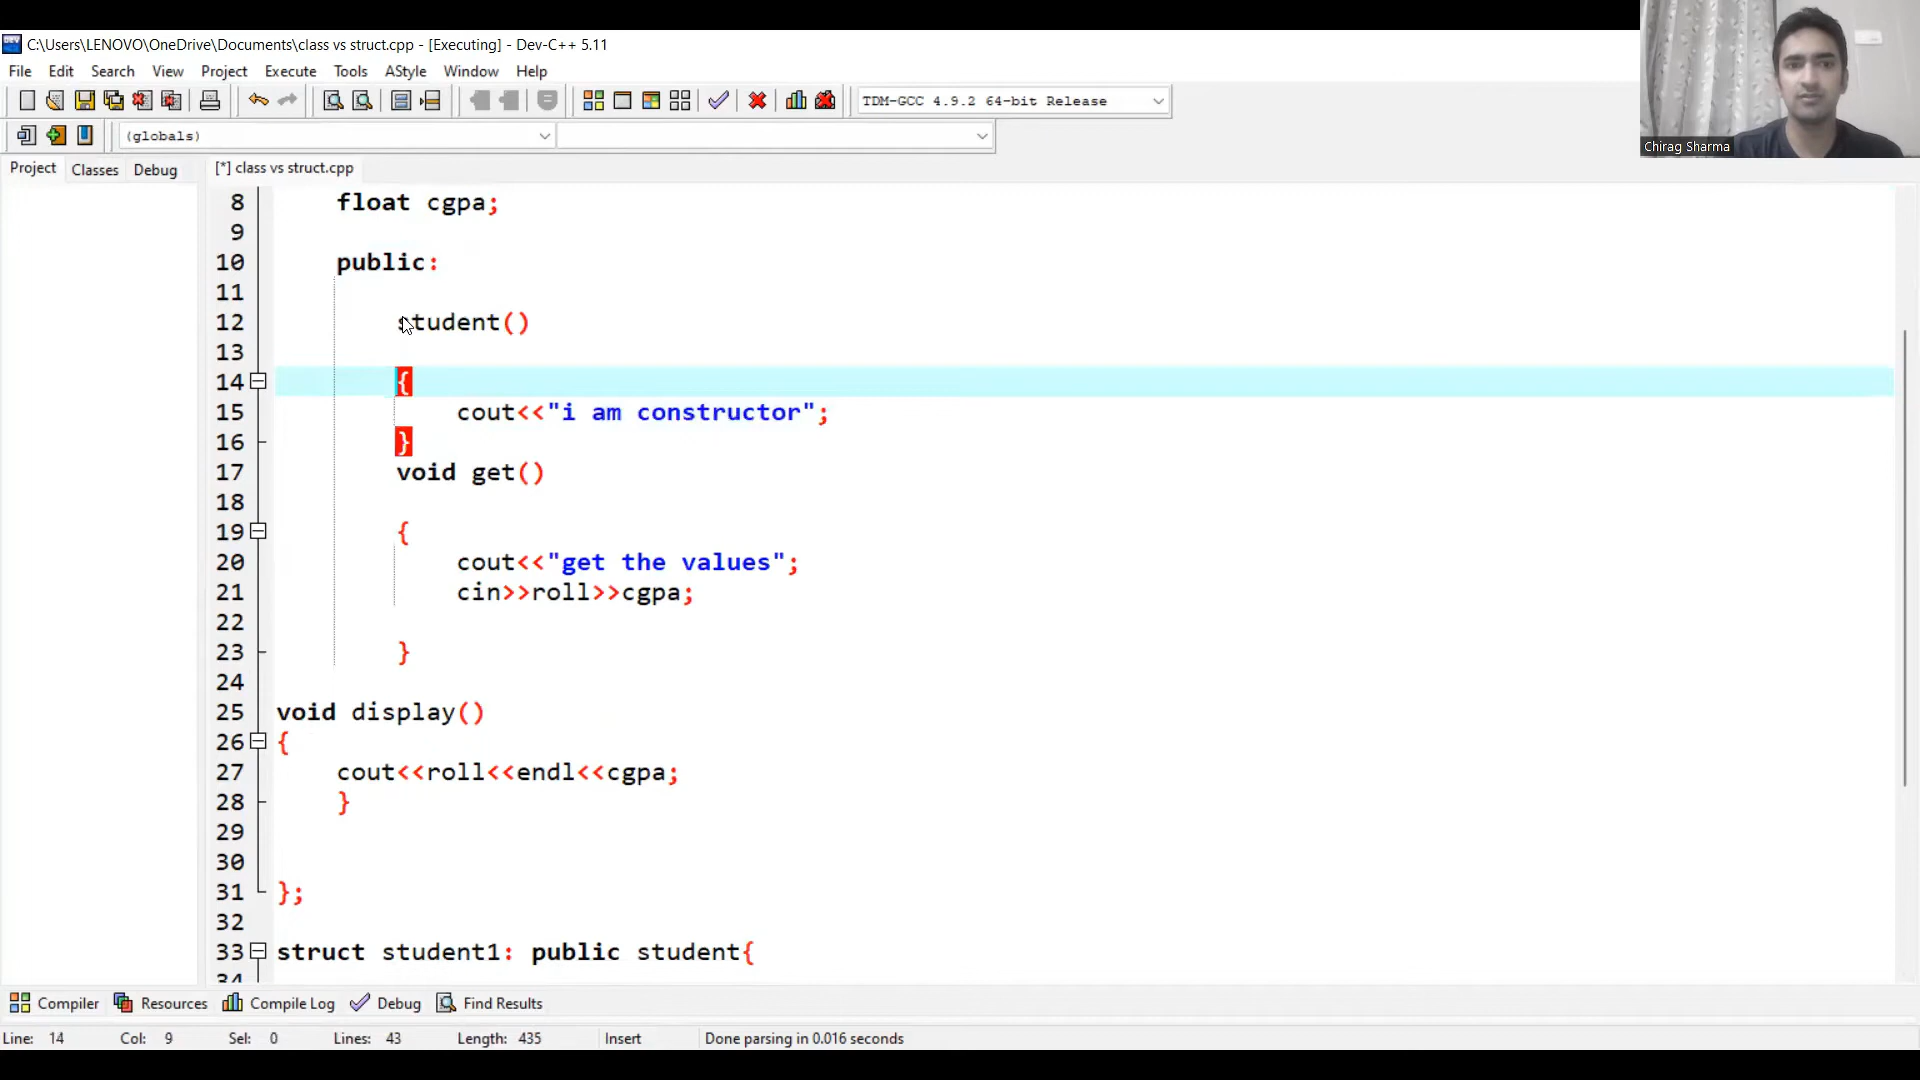 C:\Users\LENOVO\OneDrive\Documents\class vs struct.cpp - [Executing] - Dev-C++ 5.11
File Edit Search View Project Execute Tools AStyle Window Help
TDM-GCC 4.9.2 64-bit Release
(globals)
Chirag Sharma
Project Classes Debug [*] class vs struct.cpp
8 float cgpa;
9
10 public:
11
12 student()
13
14 {
15 cout<<"i am constructor";
16 }
17 void get()
18
19 {
20 cout<<"get the values";
21 cin>>roll>>cgpa;
22
23 }
24
25 void display()
26 {
27 cout<<roll<<endl<<cgpa;
28 }
29
30
31 };
32
33 struct student1: public student{
34
Compiler Resources Compile Log Debug Find Results
Line: 14 Col: 9 Sel: 0 Lines: 43 Length: 435 Insert Done parsing in 0.016 seconds